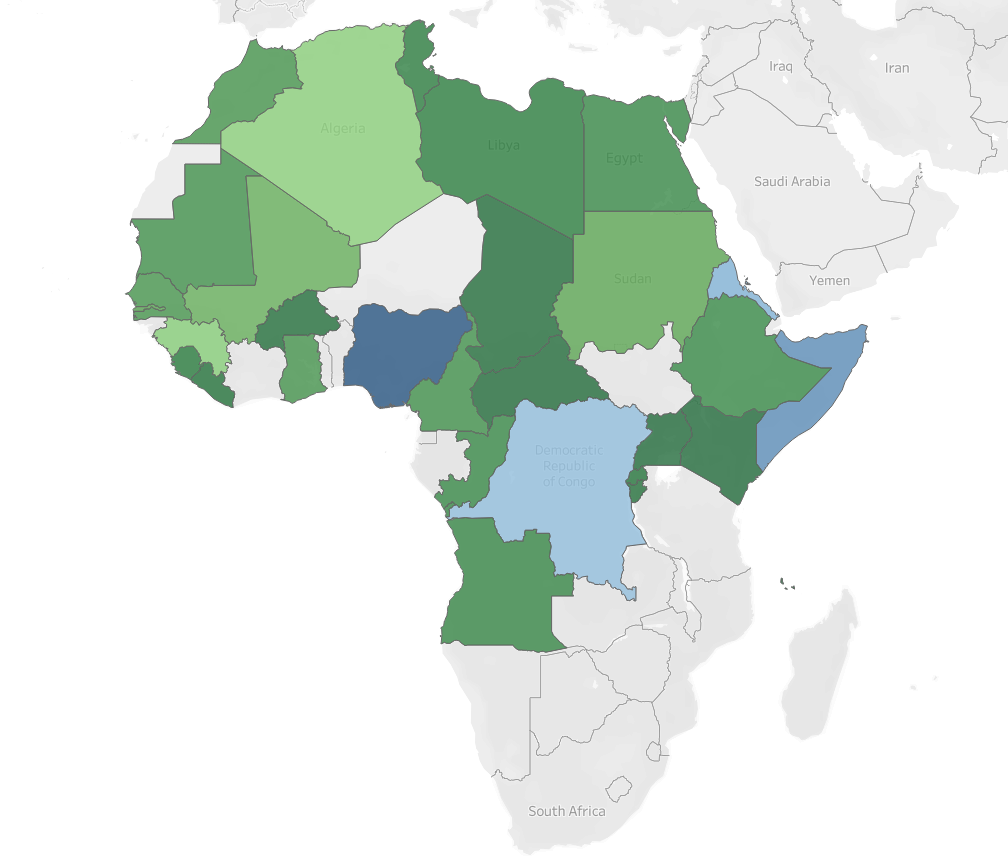 Iraq
Iran
Algeria
Libya
Egypt
Saudi Arabia
Sudan
Yemen
Democratic
Republic
of Congo
South Africa